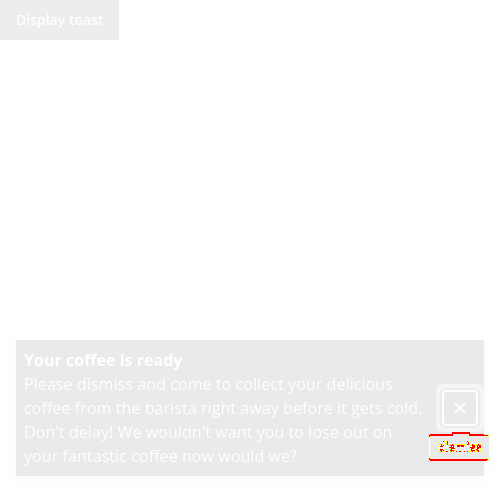 Display toast
Your coffee is ready
Please dismiss and come to collect your delicious
coffee from the barista right away before it gets cold.
Don't delay! We wouldn't want you to lose out on
your fantastic coffee now would we?